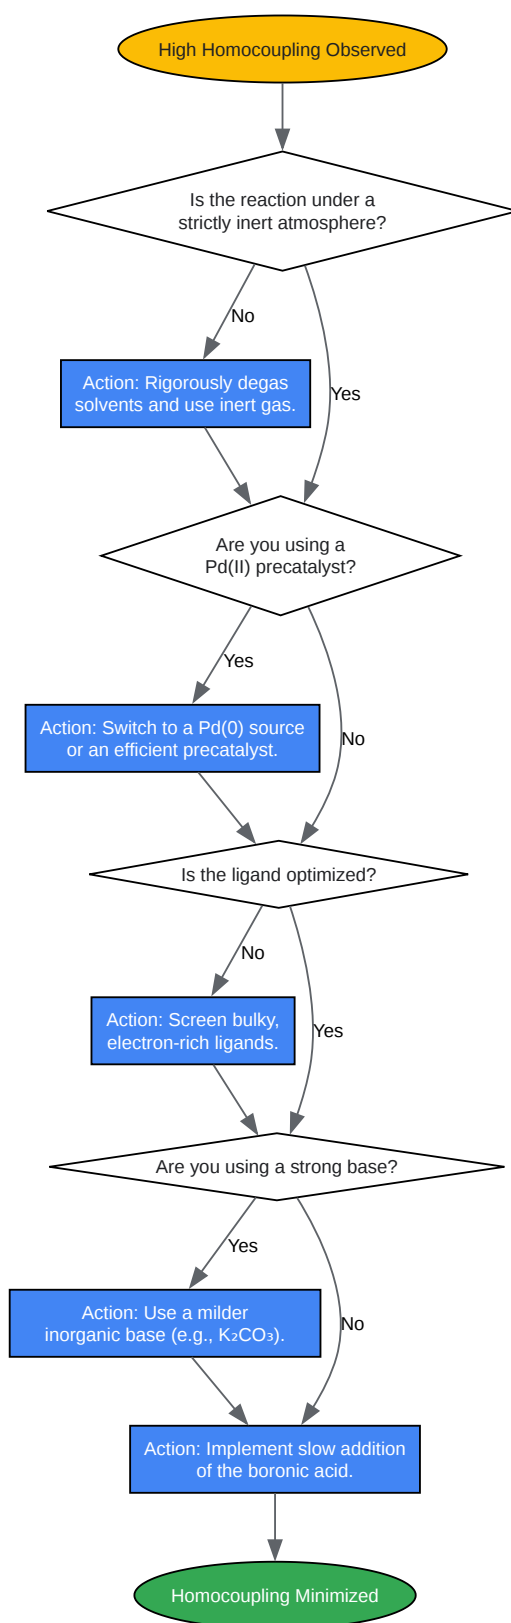 High Homocoupling Observed
Is the reaction under a
strictly inert atmosphere?
No
Action: Rigorously degas
solvents and use inert gas.
Yes
Are you using a
Pd(II) precatalyst?
Yes
Action: Switch to a Pd(0) source
or an efficient precatalyst.
No
Is the ligand optimized?
No
Action: Screen bulky,
electron-rich ligands.
Yes
Are you using a strong base?
Yes
Action: Use a milder
inorganic base (e.g., K₂CO₃).
No
Action: Implement slow addition
of the boronic acid.
Homocoupling Minimized